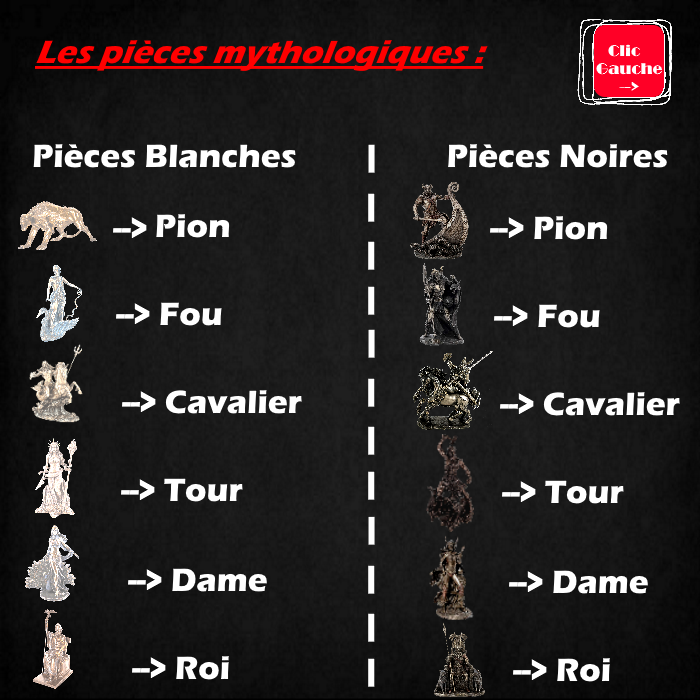 Les pièces mythologiques :
Clic
Gauche
-->
Pièces Blanches
--> Pion
--> Fou
--> Cavalier
--> Tour
--> Dame
--> Roi
Pièces Noires
--> Pion
--> Fou
--> Cavalier
--> Tour
--> Dame
--> Roi